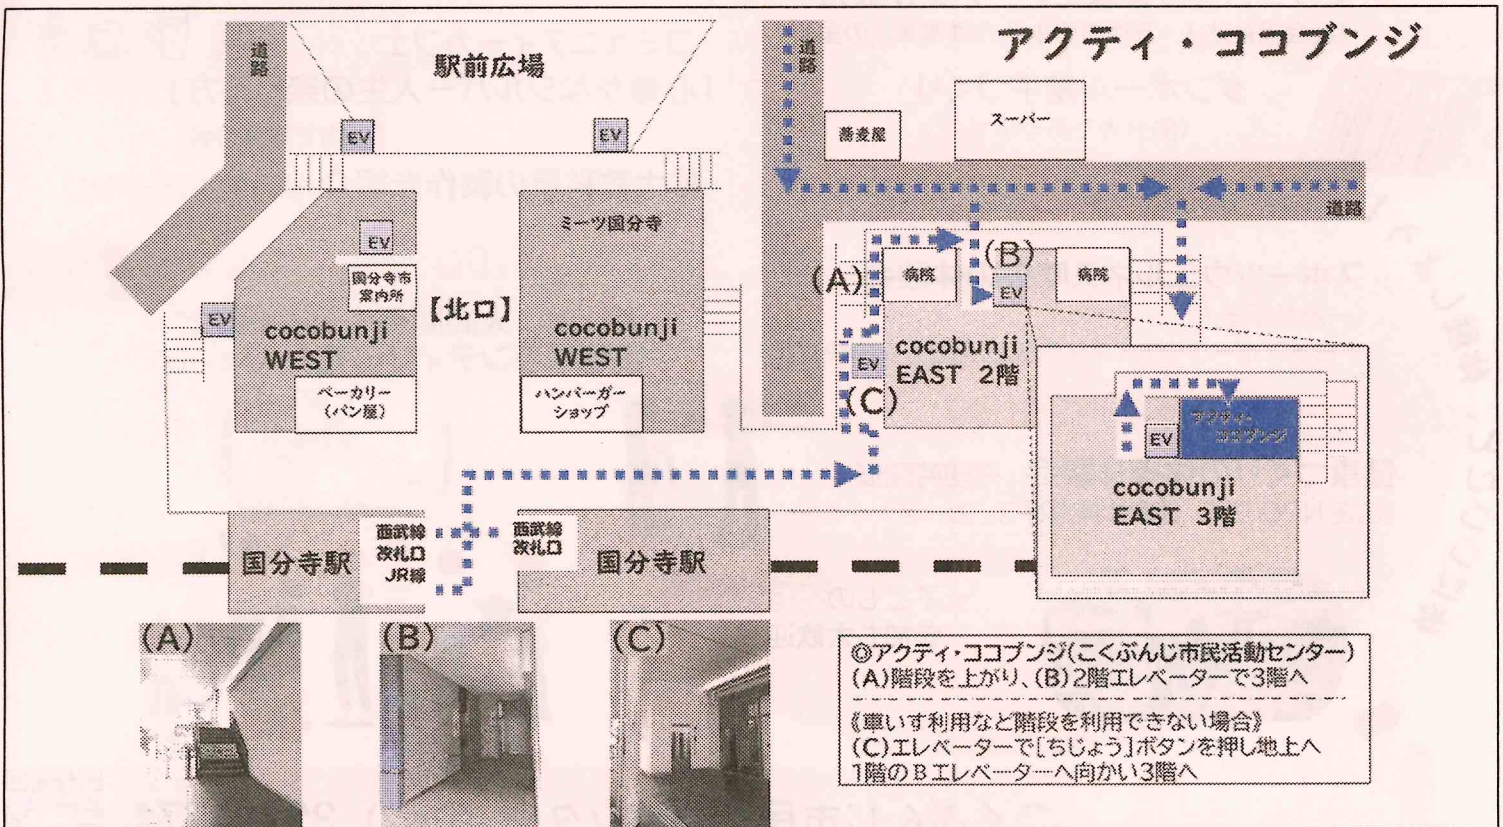 アクティ・ココブンジ
道路
駅前広場
道路
EV
EV
蕎麦屋
スーパー
道路
EV
国分寺市
案内所
ミーツ国分寺
【北口】
EV
cocobunji
WEST
cocobunji
WEST
ベーカリー
(パン屋)
ハンバーガー
ショップ
(A)
病院
(B)
病院
EV
EV
(C)
cocobunji
EAST 2階
EV
アクティ・
ココブンジ
cocobunji
EAST 3階
国分寺駅
西武線
改札口
JR線
西武線
改札口
国分寺駅
(A)
(B)
(C)
◎アクティ・ココブンジ(こくぶんじ市民活動センター)
(A)階段を上がり、(B)2階エレベーターで3階へ
《車いす利用など階段を利用できない場合》
(C)エレベーターで[ちじょう]ボタンを押し地上へ
1階のBエレベーターへ向かい3階へ